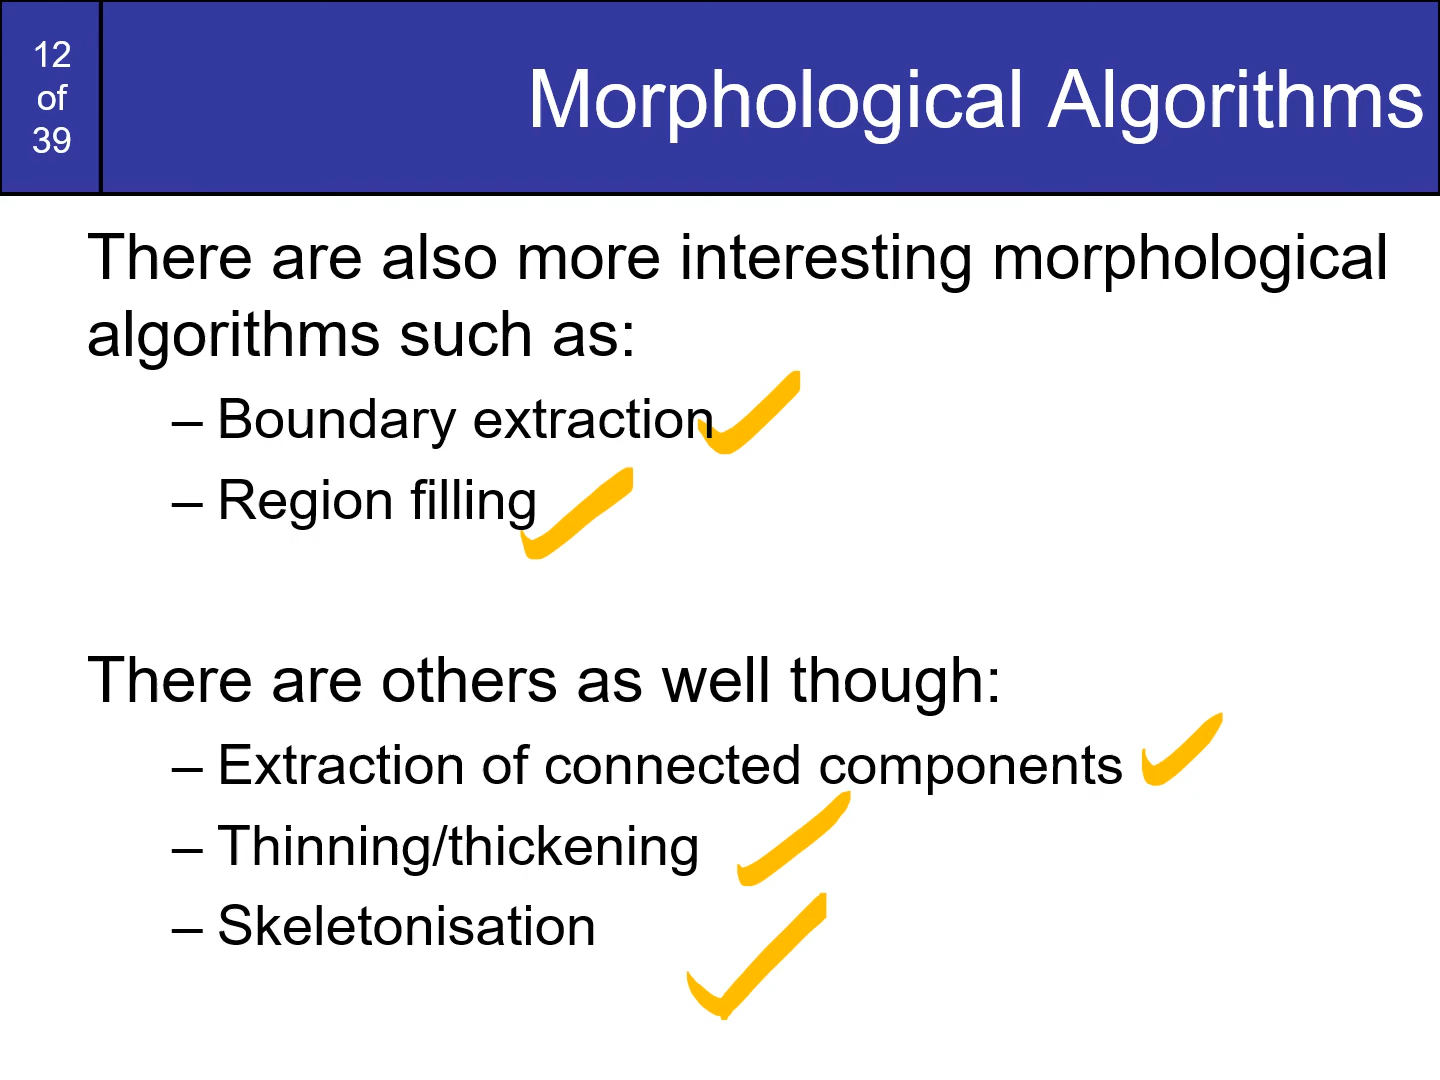 12
of
39
Morphological Algorithms
There are also more interesting morphological
algorithms such as:
– Boundary extraction
– Region filling
There are others as well though:
– Extraction of connected components
– Thinning/thickening
– Skeletonisation